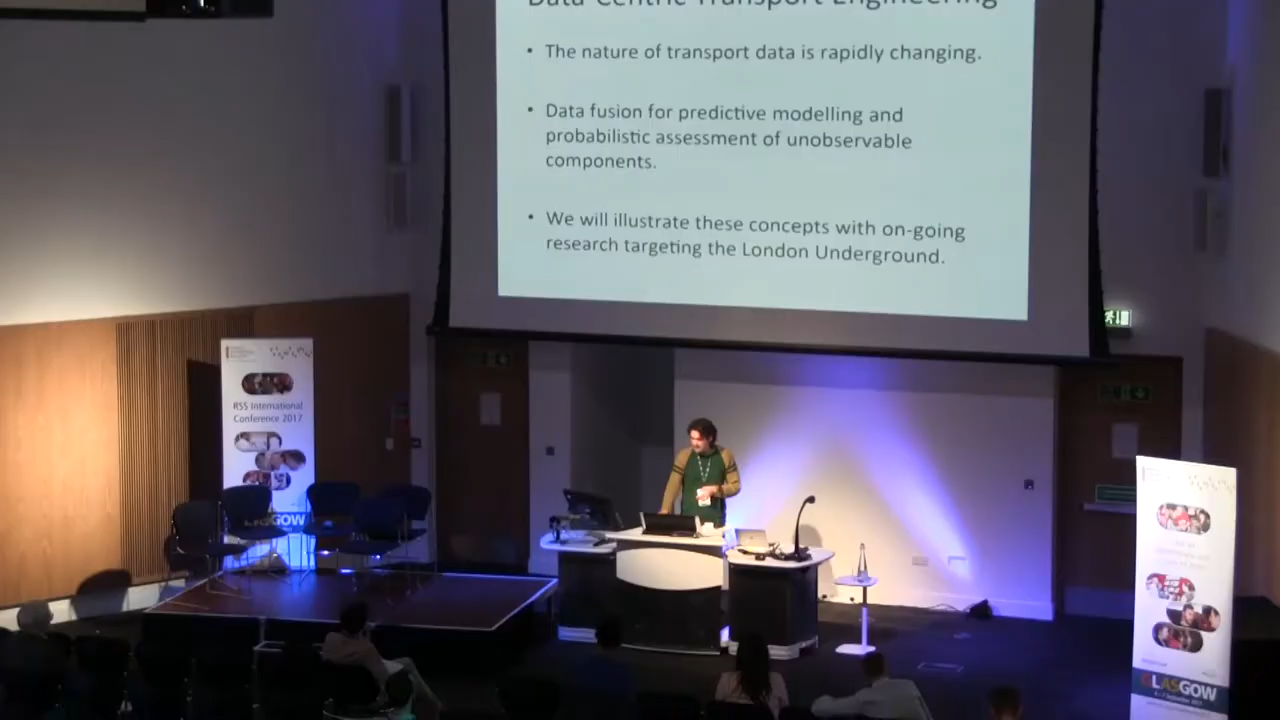 Data-Centric Transport Engineering
• The nature of transport data is rapidly changing.
• Data fusion for predictive modelling and
probabilistic assessment of unobservable
components.
• We will illustrate these concepts with on-going
research targeting the London Underground.
RSS International
Conference 2017
GLASGOW
GLASGOW